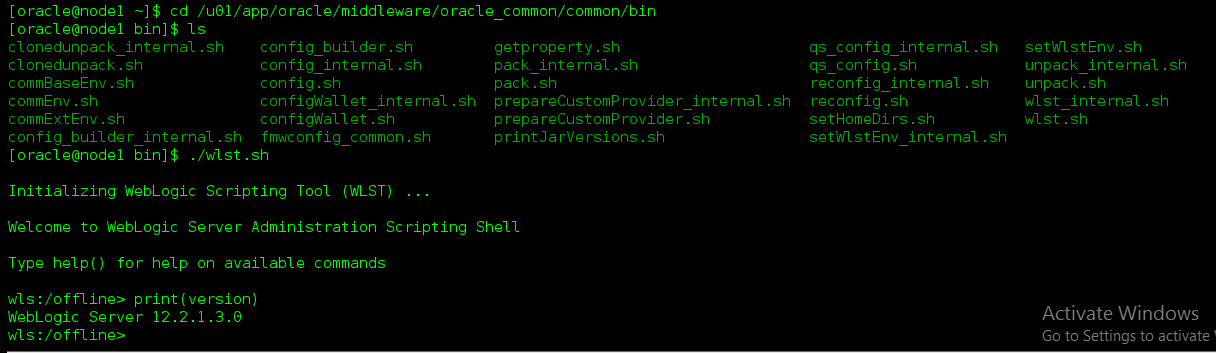 [oracle@node1 ~]$ cd /u01/app/oracle/middleware/oracle_common/common/bin
[oracle@node1 bin]$ ls
clonedunpack_internal.sh    config_builder.sh         getproperty.sh                     qs_config_internal.sh   setWlstEnv.sh
clonedunpack.sh             config_internal.sh        pack_internal.sh                   qs_config.sh            unpack_internal.sh
commBaseEnv.sh              config.sh                 pack.sh                            reconfig_internal.sh    unpack.sh
commEnv.sh                  configWallet_internal.sh  prepareCustomProvider_internal.sh  reconfig.sh             wlst_internal.sh
commExtEnv.sh               configWallet.sh           prepareCustomProvider.sh           setHomeDirs.sh          wlst.sh
config_builder_internal.sh  fmwconfig_common.sh       printJarVersions.sh                setWlstEnv_internal.sh
[oracle@node1 bin]$ ./wlst.sh
Initializing WebLogic Scripting Tool (WLST) ...
Welcome to WebLogic Server Administration Scripting Shell
Type help() for help on available commands
wls:/offline> print(version)
WebLogic Server 12.2.1.3.0
wls:/offline>
Activate Windows
Go to Settings to activate